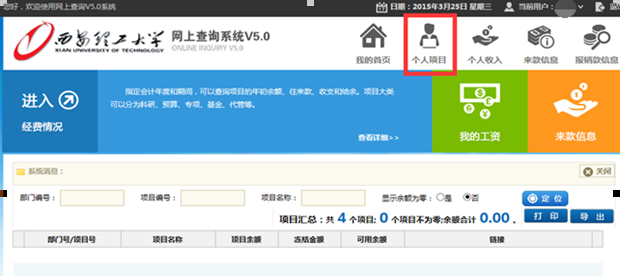 您好，欢迎使用网上查询V5.0系统
日期：2015年3月25日 星期三 当前用户：
西安理工大学 网上查询系统V5.0
XI'AN UNIVERSITY OF TECHNOLOGY ONLINE INQUIRY V5.0
我的首页 个人项目 个人收入 来款信息 报销款信息
进入
经费情况
指定会计年度和期间，可以查询项目的年初余额、往来款、收支和结余。项目大类
可以分为科研、预算、专项、基金、代管等。
查看详细>>
我的工资 来款信息
系统消息： 关闭
部门编号： 项目编号： 项目名称： 显示余额为零：是 否 定 位
项目汇总：共 4 个项目; 0 个项目不为零;余额合计 0.00 。 打 印 导 出
部门号/项目号 项目名称 项目余额 冻结金额 可用余额 链接